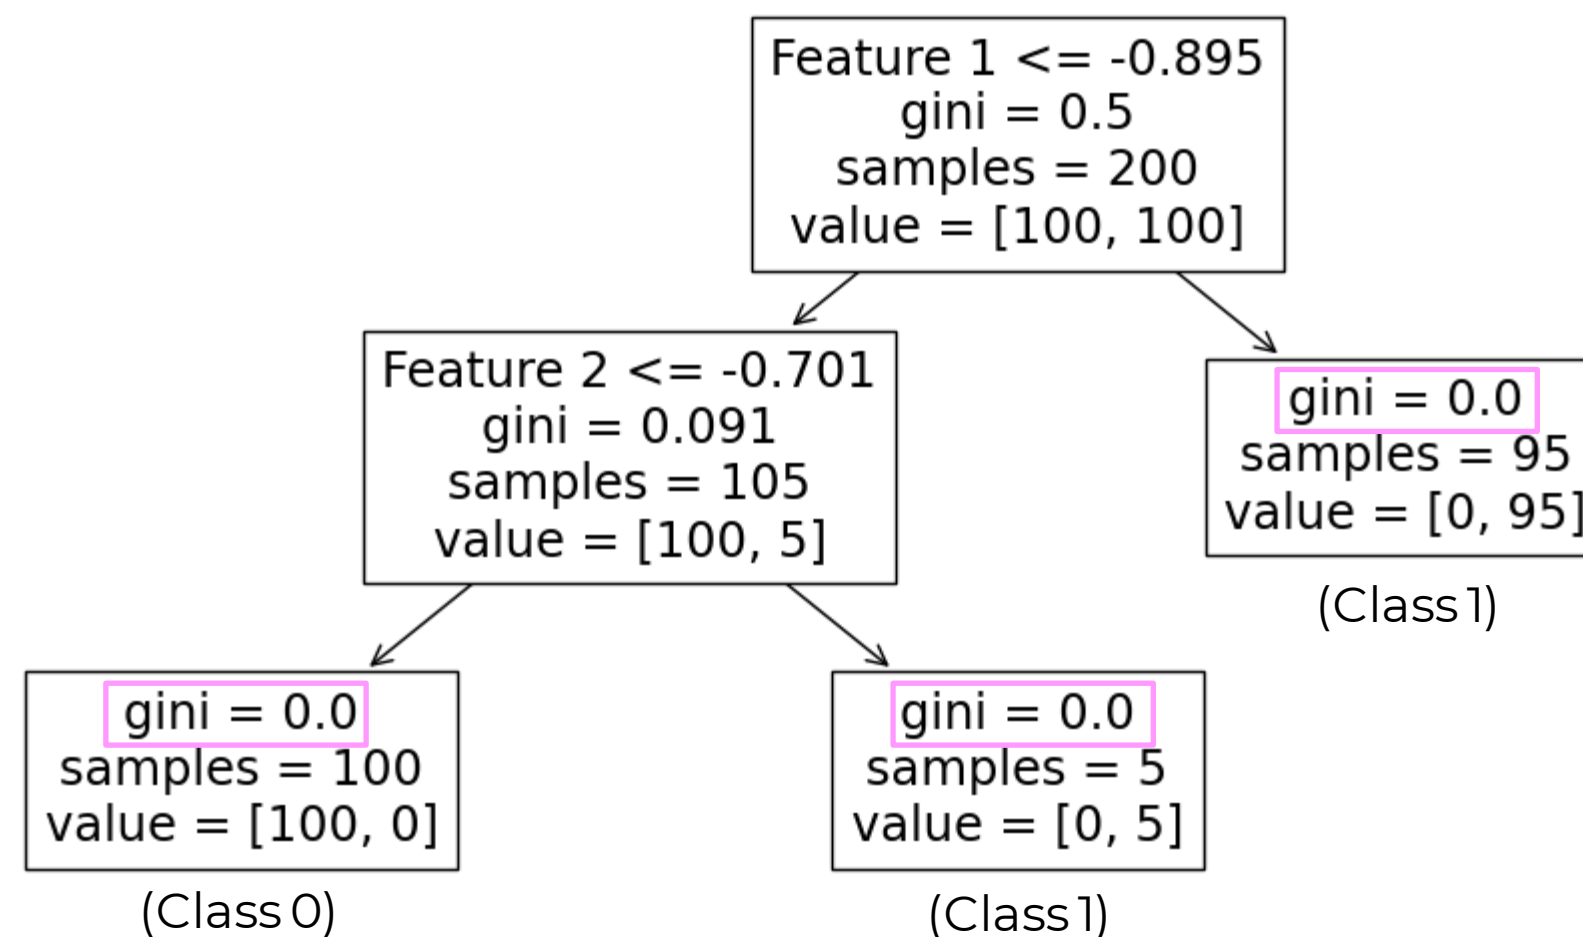 Feature 1 <= -0.895
gini = 0.5
samples = 200
value = [100, 100]
Feature 2 <= -0.701
gini = 0.091
samples = 105
value = [100, 5]
gini = 0.0
samples = 95
value = [0, 95]
(Class 1)
gini = 0.0
samples = 100
value = [100, 0]
(Class 0)
gini = 0.0
samples = 5
value = [0, 5]
(Class 1)